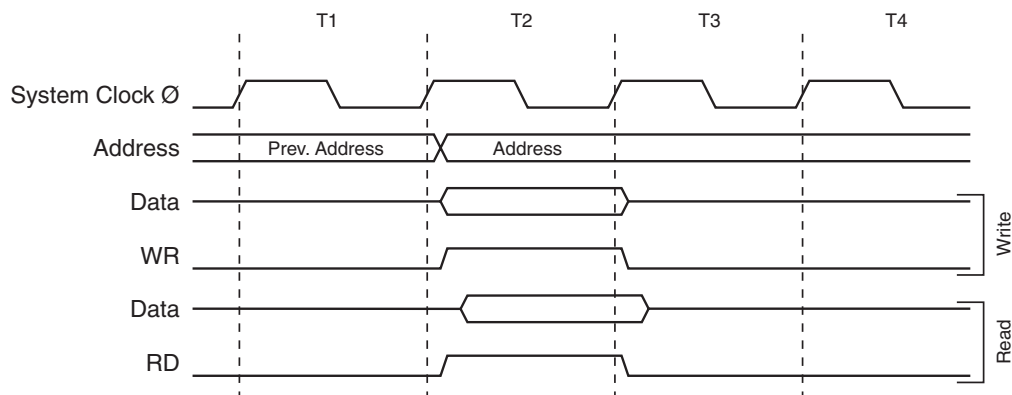 T1 T2 T3 T4
System Clock Ø
Address Prev. Address Address
Data
WR
Write
Data
RD
Read